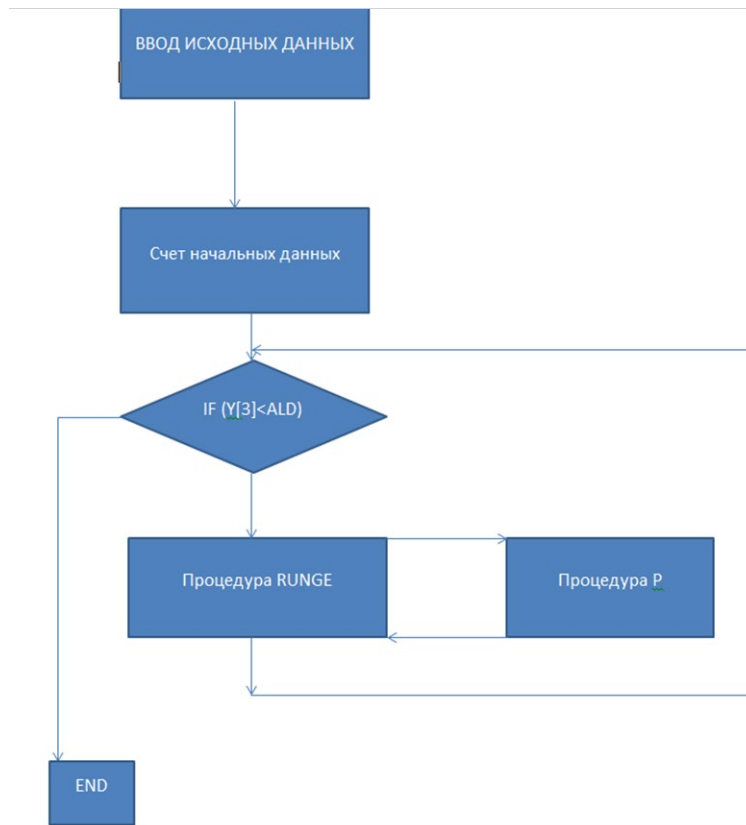 ВВОД ИСХОДНЫХ ДАННЫХ
Счет начальных данных
IF (Y[3]<ALD)
Процедура RUNGE
Процедура P
END